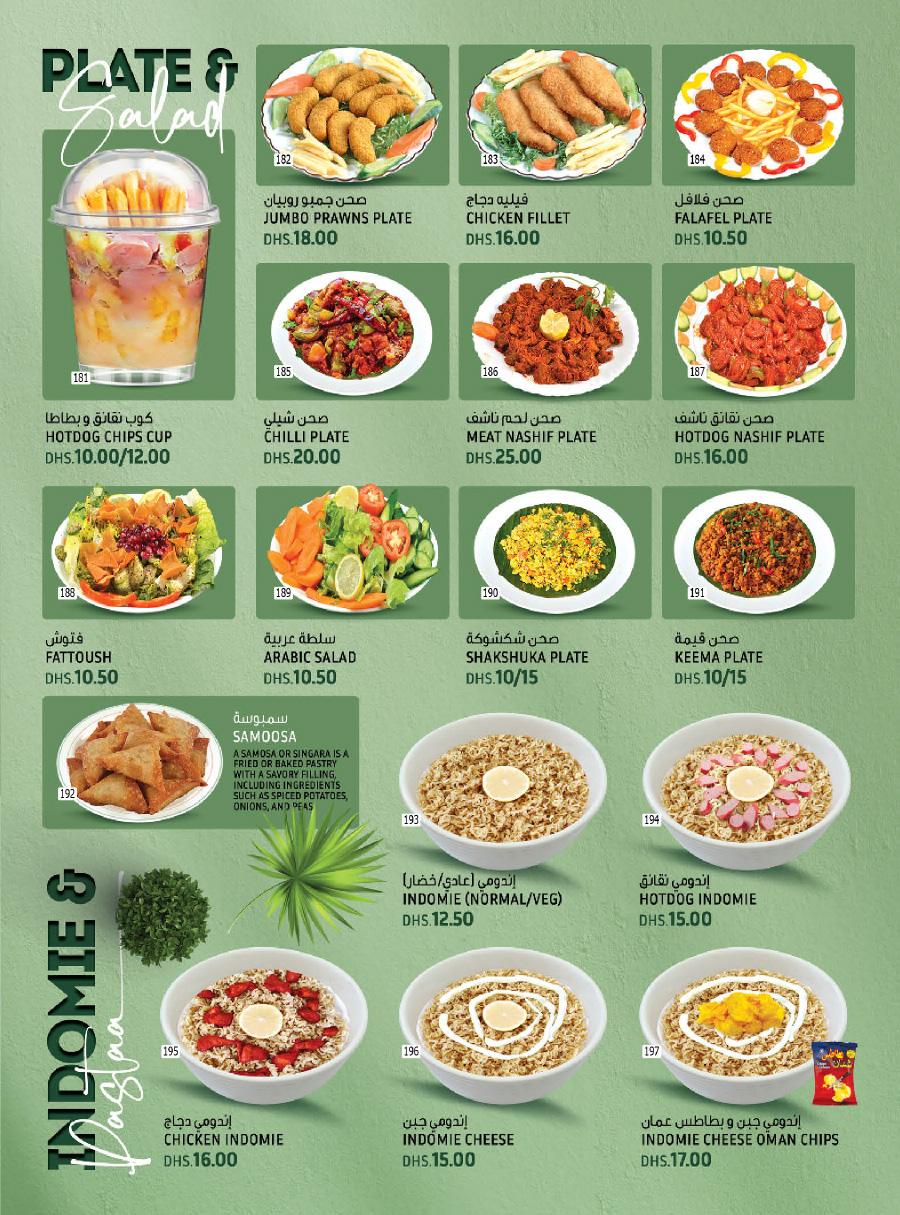 PLATE &
Salad
182
صحن جمبو روبيان
JUMBO PRAWNS PLATE
DHS.18.00
183
فيليه دجاج
CHICKEN FILLET
DHS.16.00
184
صحن فلافل
FALAFEL PLATE
DHS.10.50
181
كوب نقانق و بطاطا
HOTDOG CHIPS CUP
DHS.10.00/12.00
185
صحن شيلي
CHILLI PLATE
DHS.20.00
186
صحن لحم ناشف
MEAT NASHIF PLATE
DHS.25.00
187
صحن نقانق ناشف
HOTDOG NASHIF PLATE
DHS.16.00
188
فتوش
FATTOUSH
DHS.10.50
189
سلطة عربية
ARABIC SALAD
DHS.10.50
190
صحن شكشوكة
SHAKSHUKA PLATE
DHS.10/15
191
صحن قيمة
KEEMA PLATE
DHS.10/15
192
سمبوسة
SAMOOSA
A SAMOSA OR SINGARA IS A
FRIED OR BAKED PASTRY
WITH A SAVORY FILLING,
INCLUDING INGREDIENTS
SUCH AS SPICED POTATOES,
ONIONS, AND PEAS
INDOMIE &
Pastaa
193
إندومي (عادي/خضار)
INDOMIE (NORMAL/VEG)
DHS.12.50
194
إندومي نقانق
HOTDOG INDOMIE
DHS.15.00
195
إندومي دجاج
CHICKEN INDOMIE
DHS.16.00
196
إندومي جبن
INDOMIE CHEESE
DHS.15.00
197
إندومي جبن و بطاطس عمان
INDOMIE CHEESE OMAN CHIPS
DHS.17.00